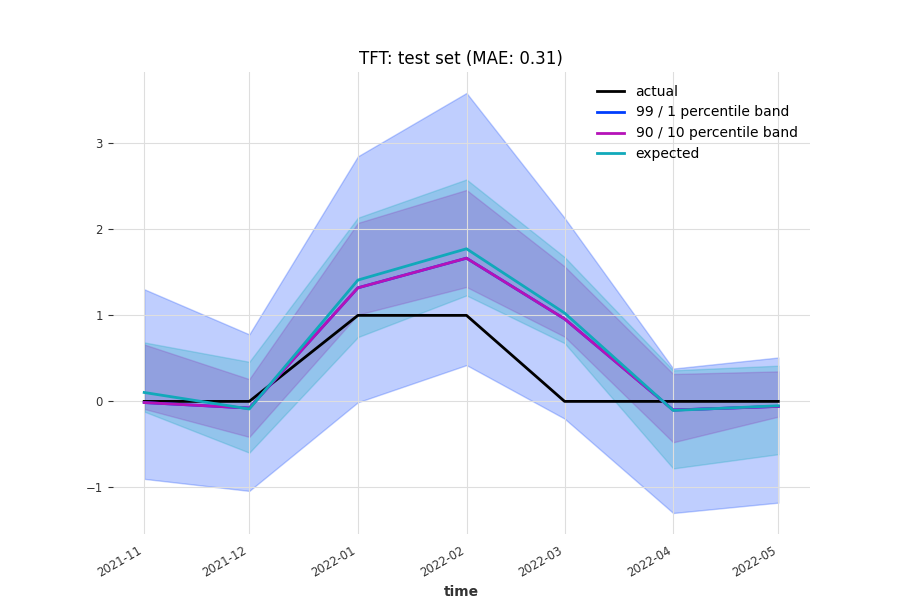 TFT: test set (MAE: 0.31)
actual
99 / 1 percentile band
90 / 10 percentile band
expected
3
2
1
0
−1
2021-11
2021-12
2022-01
2022-02
2022-03
2022-04
2022-05
time